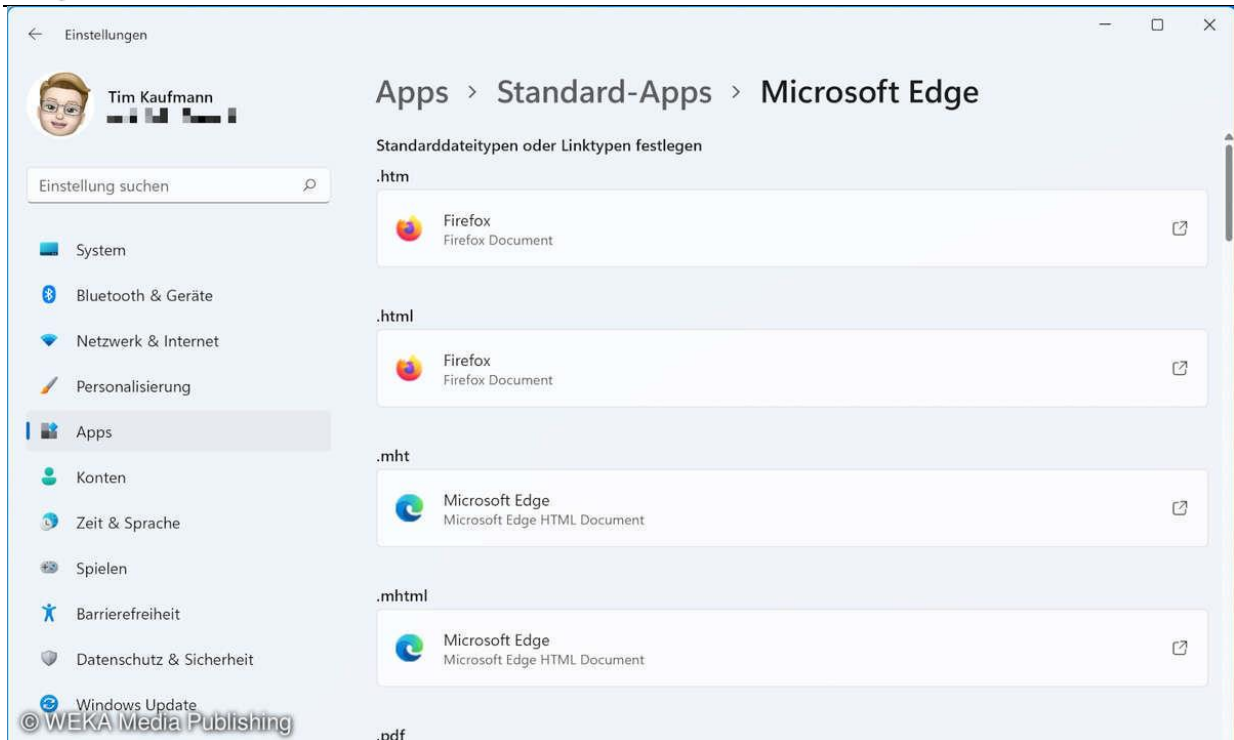 Einstellungen
Tim Kaufmann
Einstellung suchen
System
Bluetooth & Geräte
Netzwerk & Internet
Personalisierung
Apps
Konten
Zeit & Sprache
Spielen
Barrierefreiheit
Datenschutz & Sicherheit
Windows Update
© WEKA Media Publishing
Apps > Standard-Apps > Microsoft Edge
Standarddateitypen oder Linktypen festlegen
.htm
Firefox
Firefox Document
.html
Firefox
Firefox Document
.mht
Microsoft Edge
Microsoft Edge HTML Document
.mhtml
Microsoft Edge
Microsoft Edge HTML Document
.pdf